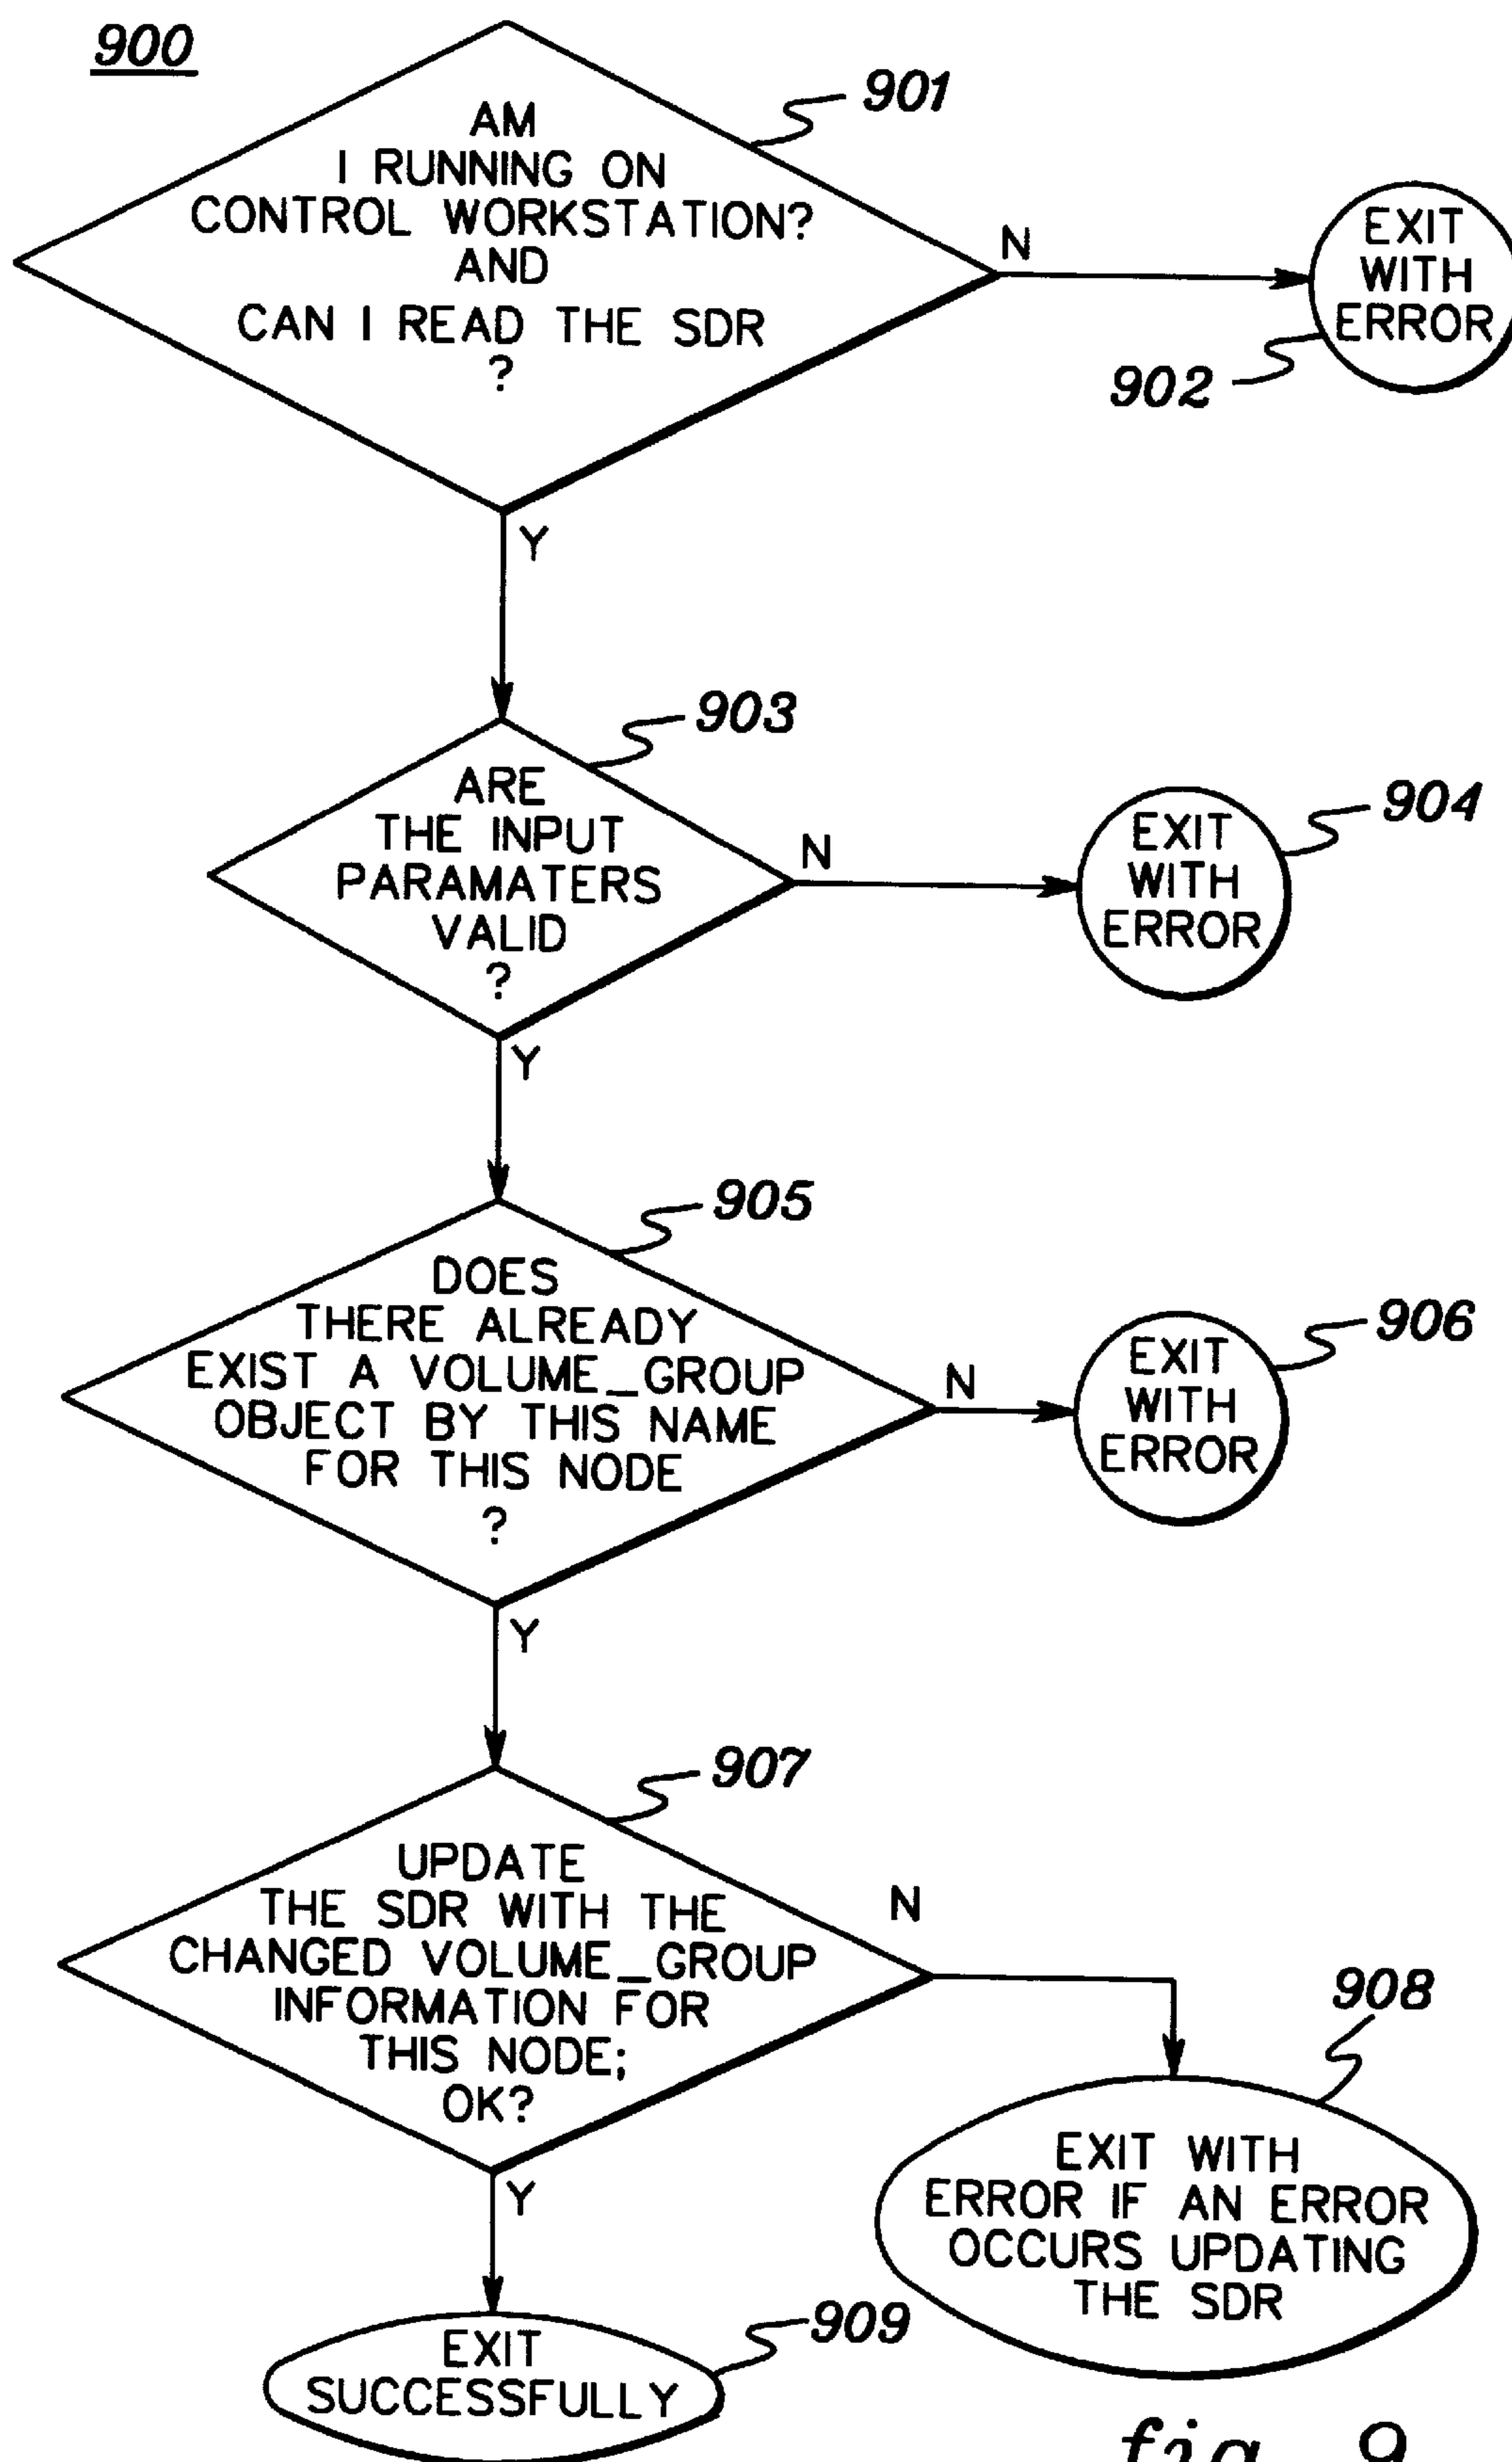 900
901
AM
I RUNNING ON
CONTROL WORKSTATION?
AND
CAN I READ THE SDR
?
N
EXIT
WITH
ERROR
902
Y
903
ARE
THE INPUT
PARAMATERS
VALID
?
N
EXIT
WITH
ERROR
904
Y
905
DOES
THERE ALREADY
EXIST A VOLUME_GROUP
OBJECT BY THIS NAME
FOR THIS NODE
?
N
EXIT
WITH
ERROR
906
Y
907
UPDATE
THE SDR WITH THE
CHANGED VOLUME_GROUP
INFORMATION FOR
THIS NODE;
OK?
N
908
EXIT WITH
ERROR IF AN ERROR
OCCURS UPDATING
THE SDR
Y
909
EXIT
SUCCESSFULLY
fig. 9